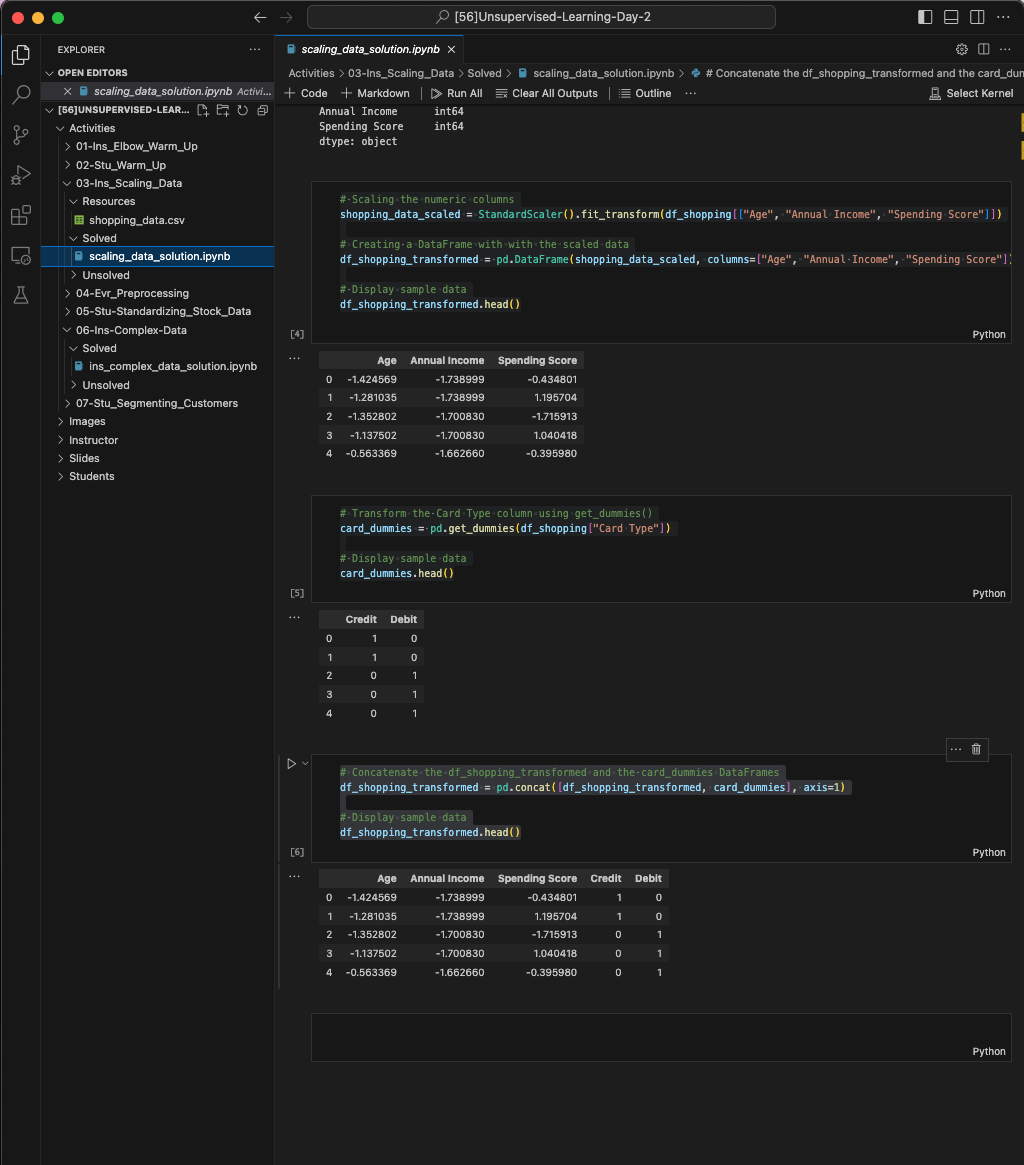 [56]Unsupervised-Learning-Day-2
EXPLORER
OPEN EDITORS
scaling_data_solution.ipynb Activi...
[56]UNSUPERVISED-LEAR...
Activities
01-Ins_Elbow_Warm_Up
02-Stu_Warm_Up
03-Ins_Scaling_Data
Resources
shopping_data.csv
Solved
scaling_data_solution.ipynb
Unsolved
04-Evr_Preprocessing
05-Stu-Standardizing_Stock_Data
06-Ins-Complex-Data
Solved
ins_complex_data_solution.ipynb
Unsolved
07-Stu_Segmenting_Customers
Images
Instructor
Slides
Students
scaling_data_solution.ipynb
Activities > 03-Ins_Scaling_Data > Solved > scaling_data_solution.ipynb > # Concatenate the df_shopping_transformed and the card_dum
Code Markdown Run All Clear All Outputs Outline ... Select Kernel
Annual Income int64
Spending Score int64
dtype: object
# Scaling the numeric columns
shopping_data_scaled = StandardScaler().fit_transform(df_shopping[["Age", "Annual Income", "Spending Score"]])
# Creating a DataFrame with with the scaled data
df_shopping_transformed = pd.DataFrame(shopping_data_scaled, columns=["Age", "Annual Income", "Spending Score"])
# Display sample data
df_shopping_transformed.head()
[4] Python
Age Annual Income Spending Score
0 -1.424569 -1.738999 -0.434801
1 -1.281035 -1.738999 1.195704
2 -1.352802 -1.700830 -1.715913
3 -1.137502 -1.700830 1.040418
4 -0.563369 -1.662660 -0.395980
# Transform the Card Type column using get_dummies()
card_dummies = pd.get_dummies(df_shopping["Card Type"])
# Display sample data
card_dummies.head()
[5] Python
Credit Debit
0 1 0
1 1 0
2 0 1
3 0 1
4 0 1
# Concatenate the df_shopping_transformed and the card_dummies DataFrames
df_shopping_transformed = pd.concat([df_shopping_transformed, card_dummies], axis=1)
# Display sample data
df_shopping_transformed.head()
[6] Python
Age Annual Income Spending Score Credit Debit
0 -1.424569 -1.738999 -0.434801 1 0
1 -1.281035 -1.738999 1.195704 1 0
2 -1.352802 -1.700830 -1.715913 0 1
3 -1.137502 -1.700830 1.040418 0 1
4 -0.563369 -1.662660 -0.395980 0 1
Python